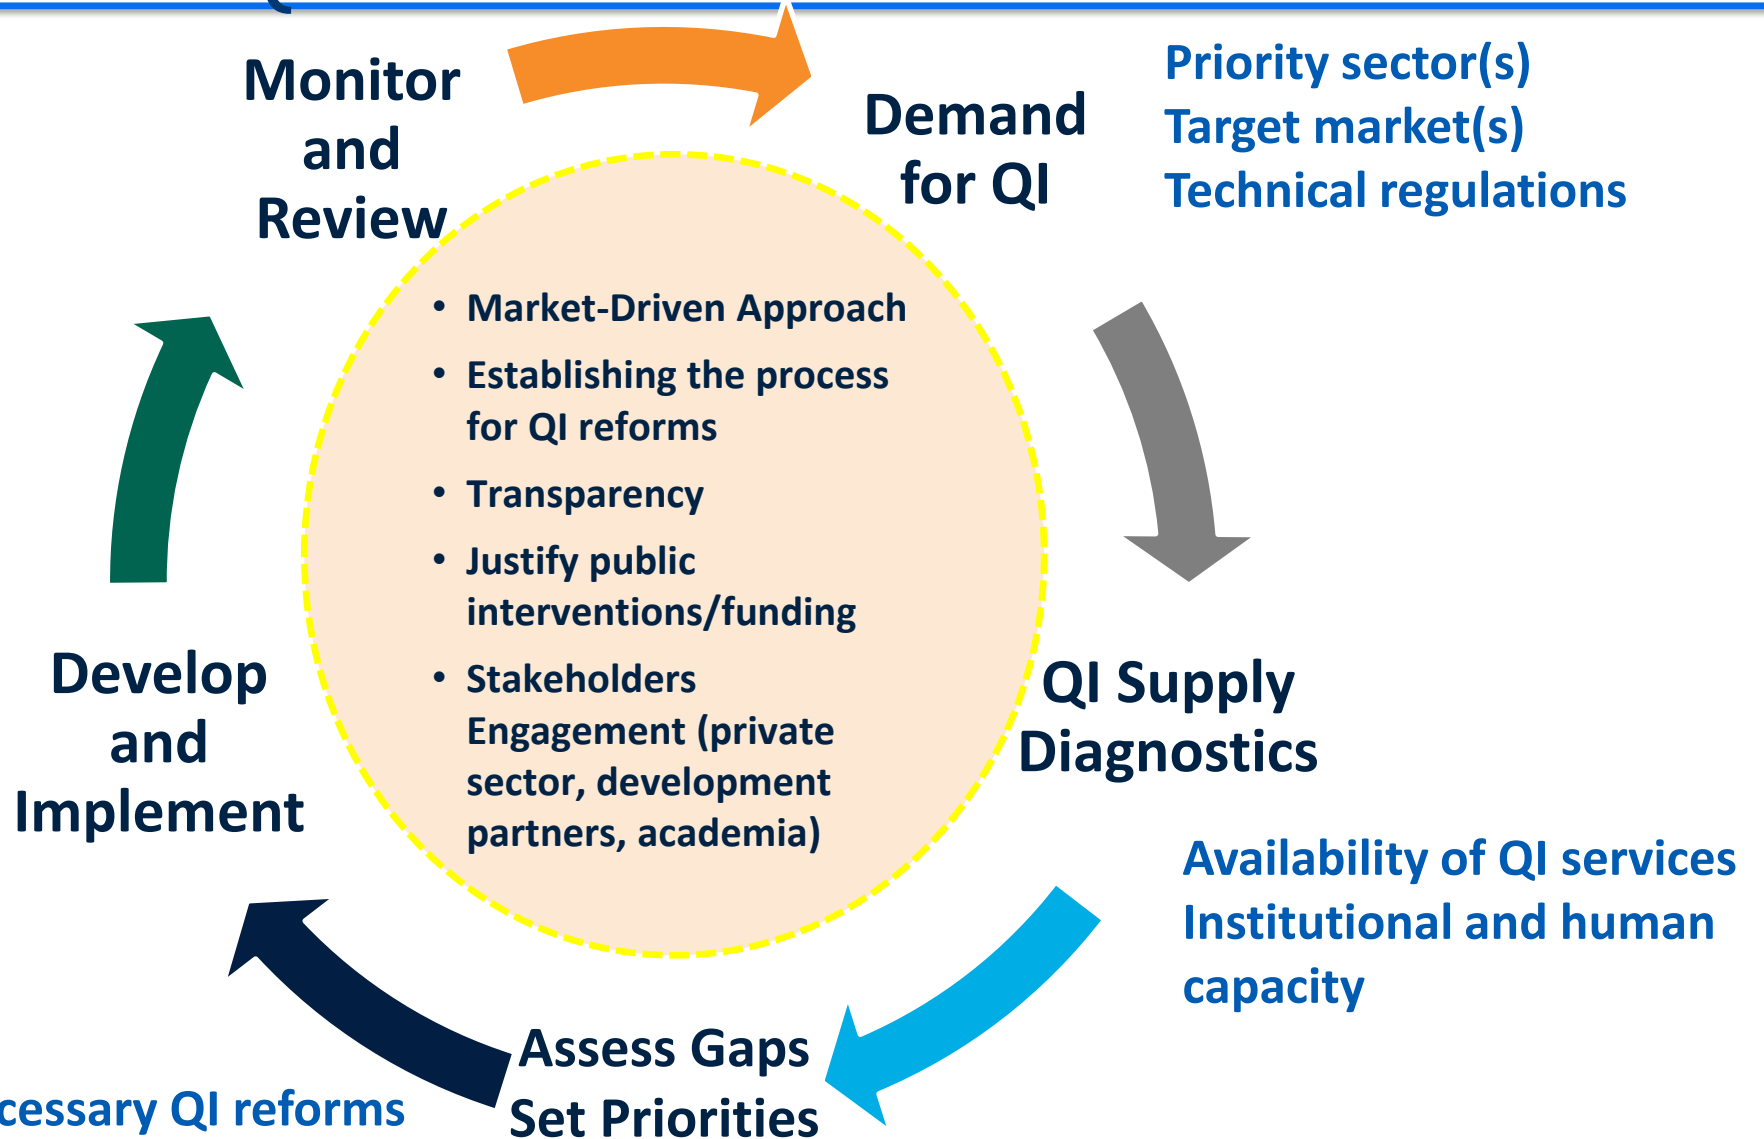 Monitor
and
Review
Demand
for QI
Priority sector(s)
Target market(s)
Technical regulations
• Market-Driven Approach
• Establishing the process
for QI reforms
• Transparency
• Justify public
interventions/funding
• Stakeholders
Engagement (private
sector, development
partners, academia)
QI Supply
Diagnostics
Availability of QI services
Institutional and human
capacity
Assess Gaps
Set Priorities
QI reforms
Develop
and
Implement